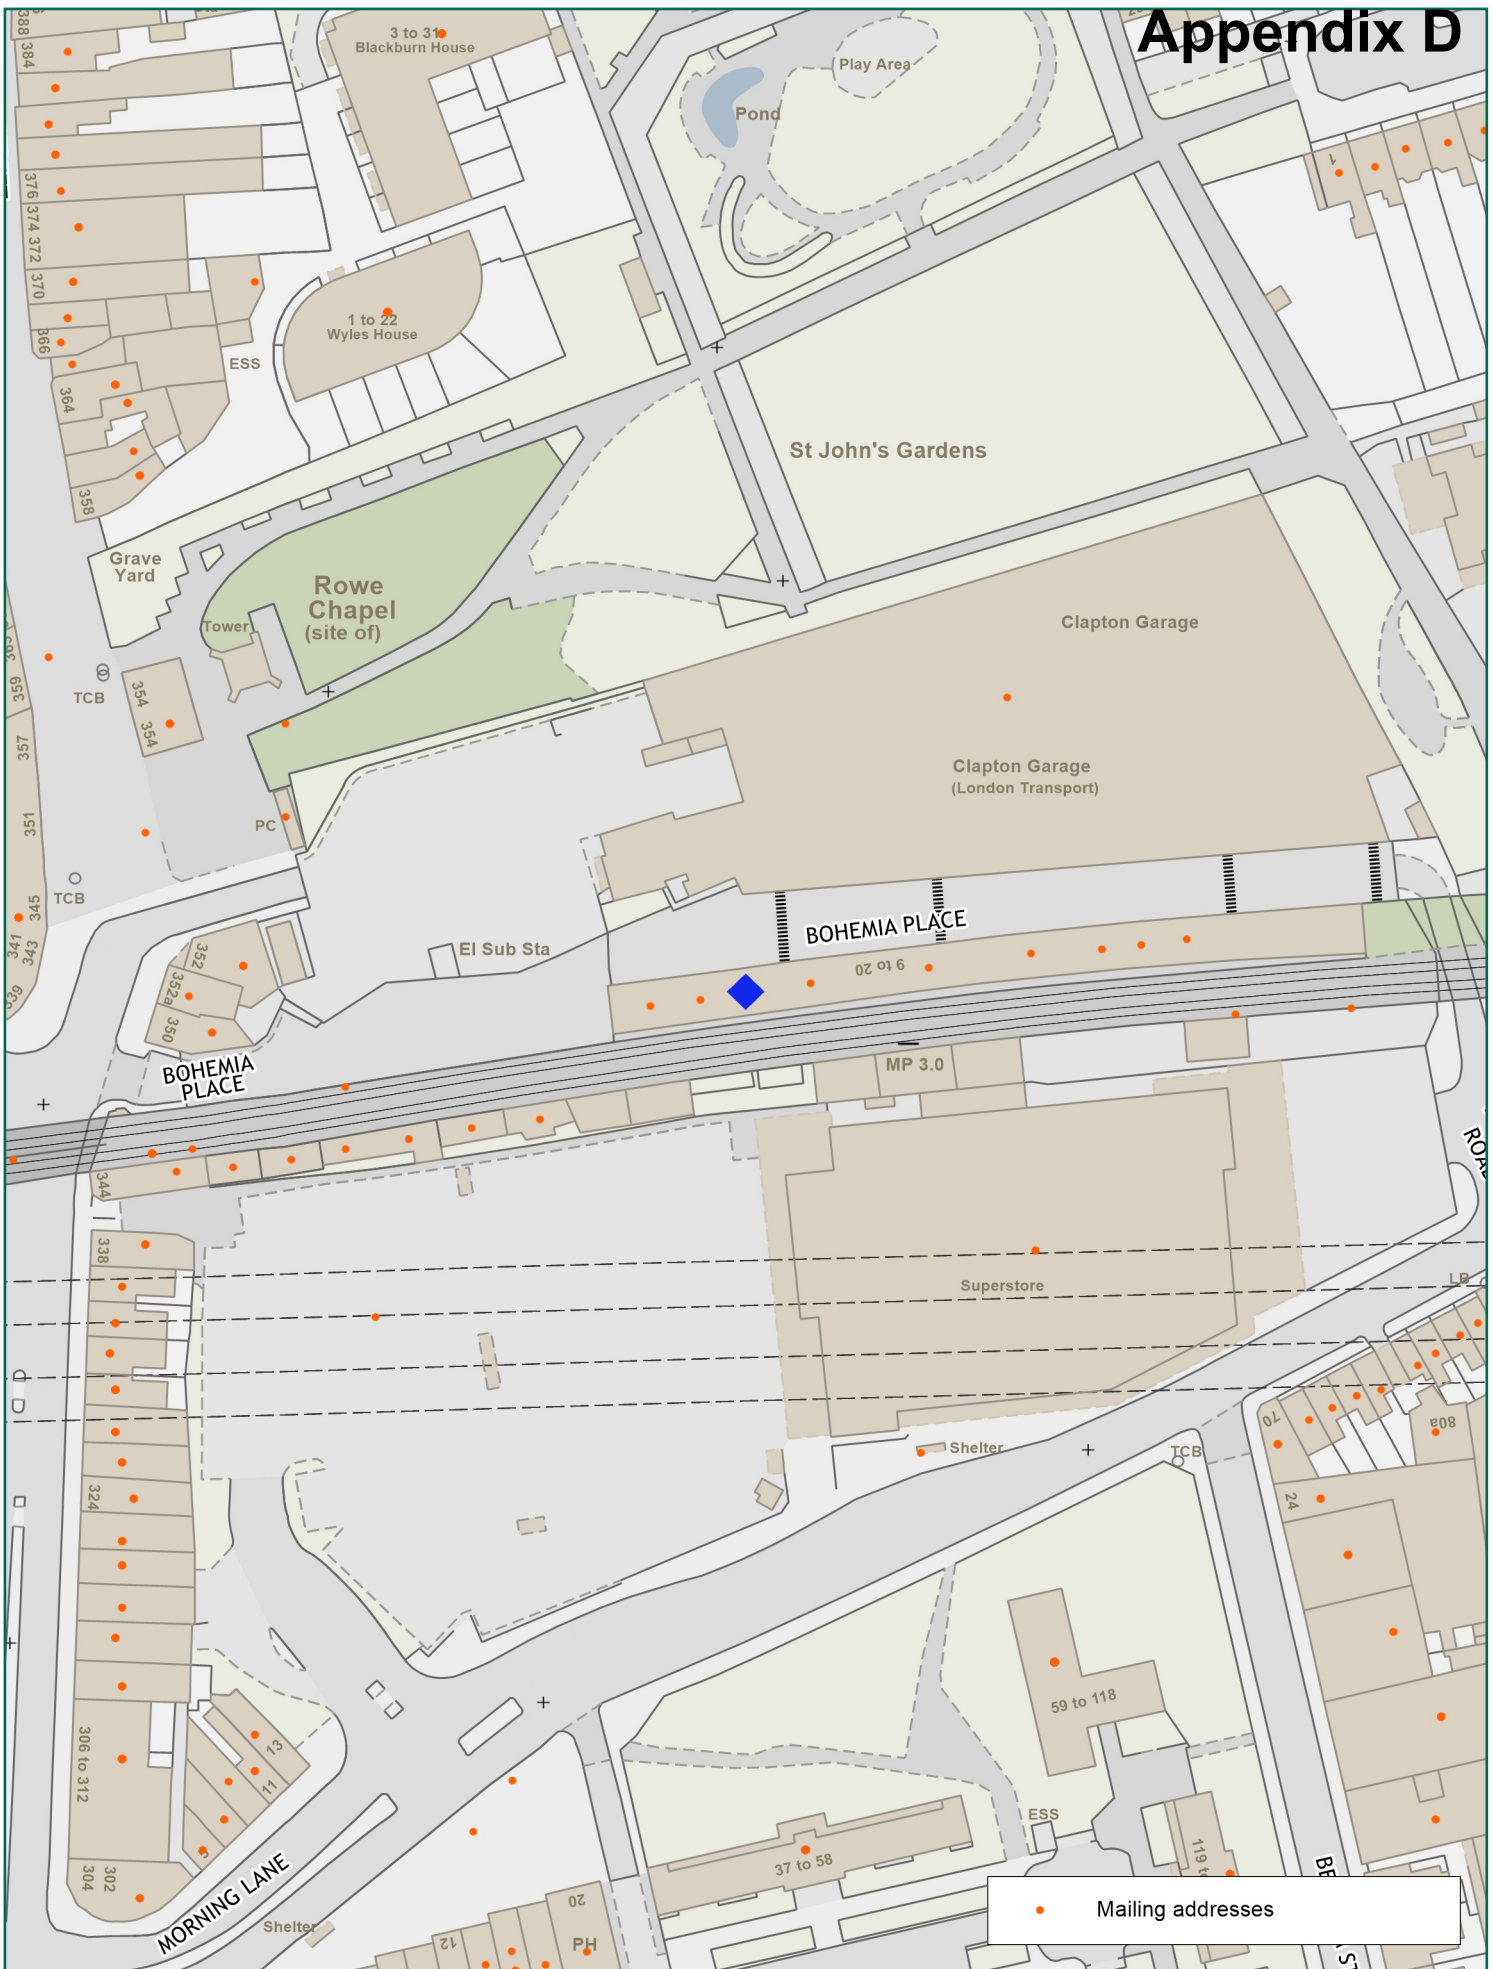 Appendix D
388
384
3 to 31
Blackburn House
Play Area
Pond
1
376
374
372
370
366
1 to 22
Wyles House
ESS
364
358
St John's Gardens
Grave
Yard
Rowe
Chapel
(site of)
Tower
Clapton Garage
359
TCB
354
354
357
Clapton Garage
(London Transport)
351
PC
TCB
345
341
343
BOHEMIA PLACE
El Sub Sta
9 to 20
352
352a
350
339
BOHEMIA
PLACE
MP 3.0
344
338
Superstore
LB
Shelter
TCB
70
80a
324
24
59 to 118
306 to 312
13
11
ESS
37 to 58
304
302
MORNING LANE
Shelter
12
20
PH
Mailing addresses